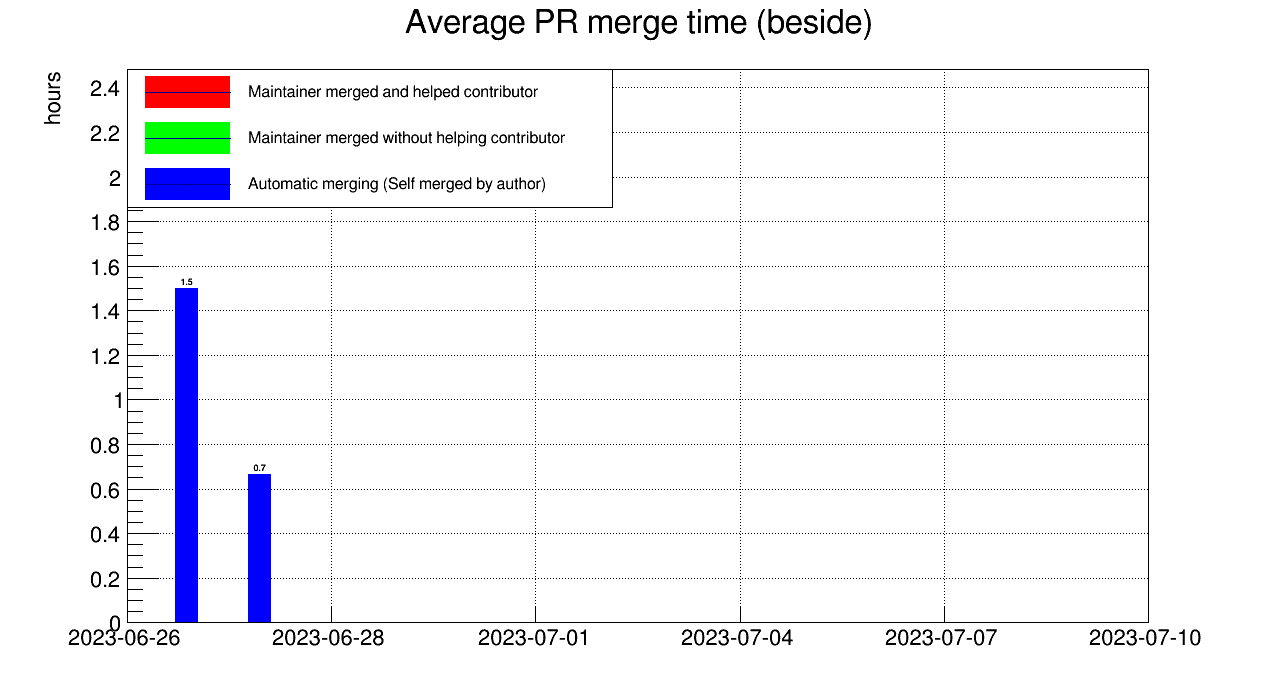 Average PR merge time (beside)
hours
Maintainer merged and helped contributor
Maintainer merged without helping contributor
Automatic merging (Self merged by author)
2.4
2.2
2
1.8
1.6
1.4
1.2
1
0.8
0.6
0.4
0.2
0
1.5
0.7
2023-06-26 2023-06-28 2023-07-01 2023-07-04 2023-07-07 2023-07-10